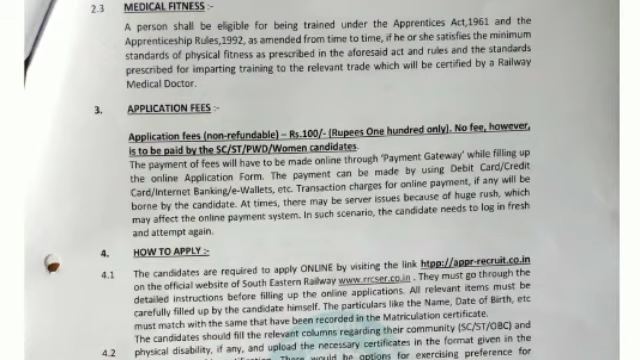 2.3 MEDICAL FITNESS :-
A person shall be eligible for being trained under the Apprentices Act,1961 and the
Apprenticeship Rules,1992, as amended from time to time, if he or she satisfies the minimum
standards of physical fitness as prescribed in the aforesaid act and rules and the standards
prescribed for imparting training to the relevant trade which will be certified by a Railway
Medical Doctor.
3. APPLICATION FEES :-
Application fees (non-refundable) – Rs.100/- (Rupees One hundred only). No fee, however,
is to be paid by the SC/ST/PWD/Women candidates.
The payment of fees will have to be made online through 'Payment Gateway' while filling up
the online Application Form. The payment can be made by using Debit Card/Credit
Card/Internet Banking/e-Wallets, etc. Transaction charges for online payment, if any will be
borne by the candidate. At times, there may be server issues because of huge rush, which
may affect the online payment system. In such scenario, the candidate needs to log in fresh
and attempt again.
4. HOW TO APPLY :-
4.1 The candidates are required to apply ONLINE by visiting the link htpp://appr-recruit.co.in
on the official website of South Eastern Railway www.rrcser.co.in . They must go through the
detailed instructions before filling up the online applications. All relevant items must be
carefully filled up by the candidate himself. The particulars like the Name, Date of Birth, etc
must match with the same that have been recorded in the Matriculation certificate.
The candidates should fill the relevant columns regarding their community (SC/ST/OBC) and
4.2 physical disability, if any, and upload the necessary certificates in the format given in the
There would be options for exercising preference for